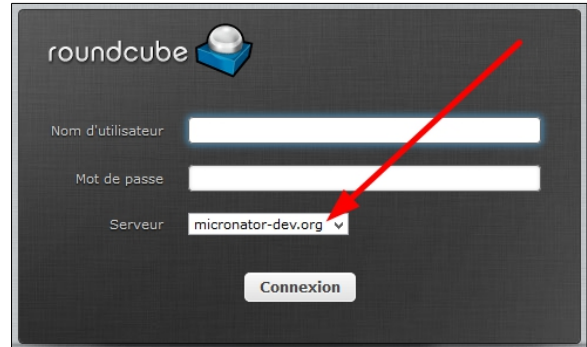 roundcube
Nom d'utilisateur
Mot de passe
Serveur micronator-dev.org
Connexion